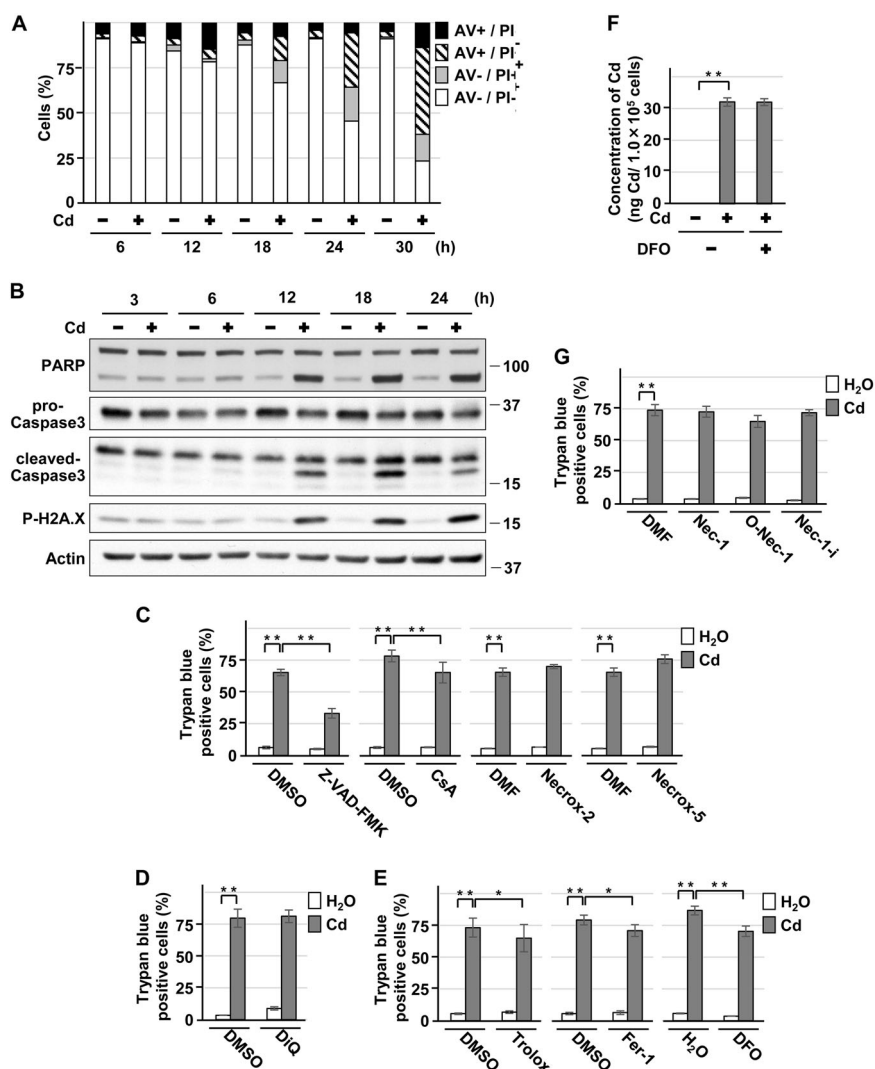 A
Cells (%)
75
50
25
0
AV+ / PI
AV+ / PI
AV- / PI+
AV- / PI-
Cd
− + − + − + − + − +
6 12 18 24 30 (h)
F
Concentration of Cd
(ng Cd/ 1.0 × 10⁵ cells)
30
20
10
0
* *
Cd − + +
DFO − +
B
3 6 12 18 24 (h)
Cd − + − + − + − + − +
PARP
100
pro-
Caspase3
37
cleaved-
Caspase3
15
P-H2A.X
15
Actin
37
G
Trypan blue
positive cells (%)
75
50
25
0
* *
H₂O
Cd
DMF Nec-1 O-Nec-1 Nec-1-i
C
Trypan blue
positive cells (%)
75
50
25
0
* * * * * * * * * * * *
H₂O
Cd
DMSO Z-VAD-FMK DMSO CsA DMF Necrox-2 DMF Necrox-5
D
Trypan blue
positive cells (%)
75
50
25
0
* *
H₂O
Cd
DMSO DiQ
E
Trypan blue
positive cells (%)
75
50
25
0
* * * * * * * * * *
H₂O
Cd
DMSO Trolox DMSO Fer-1 H₂O DFO